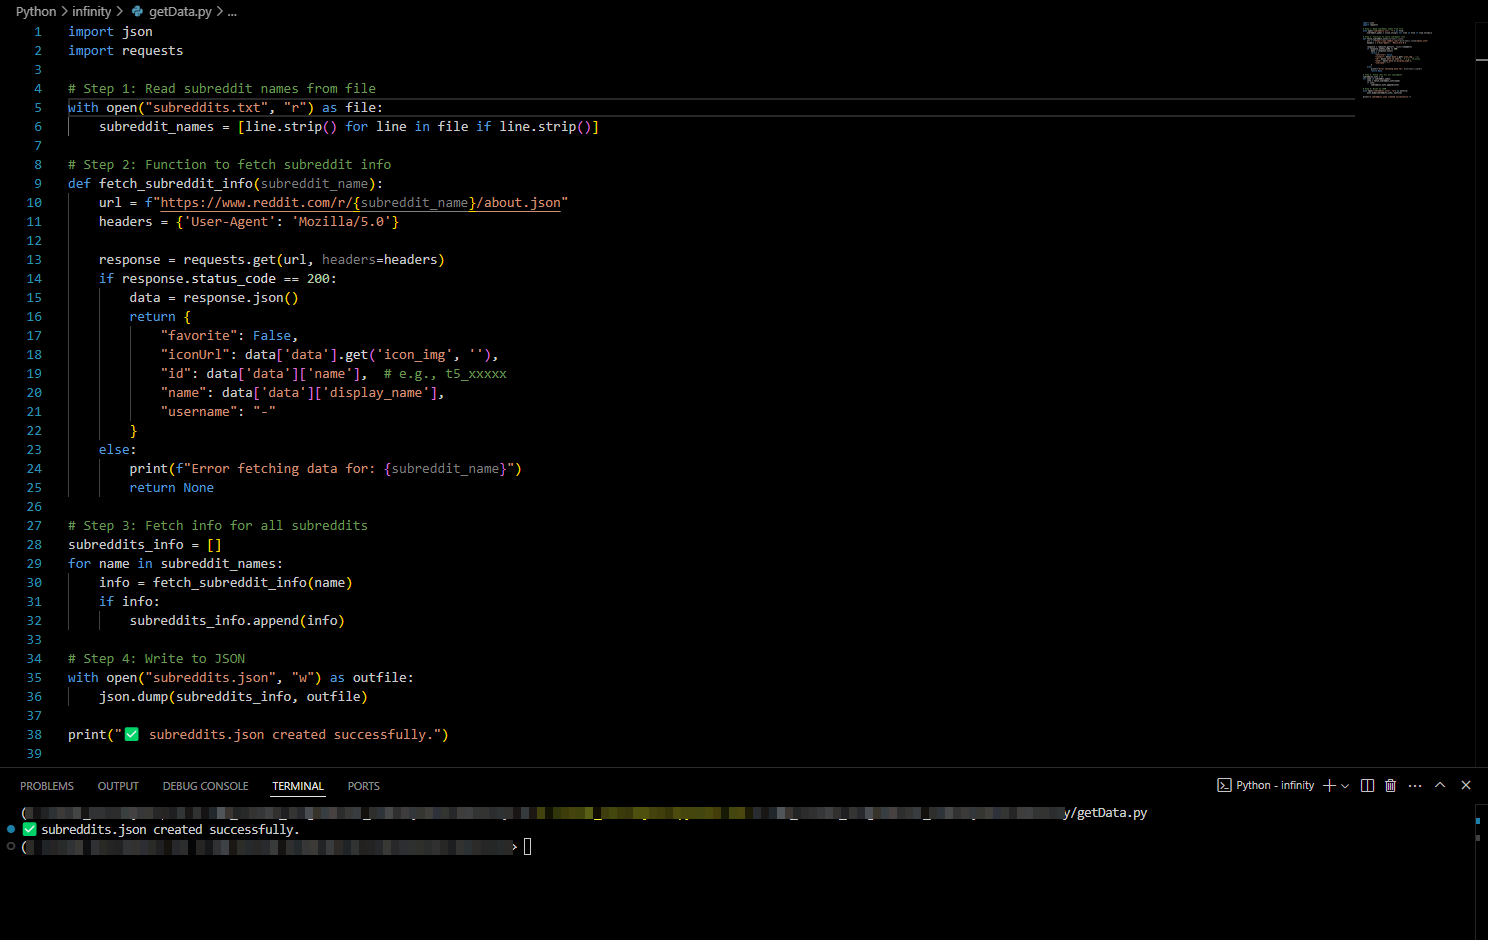 Python > infinity > getData.py > ...
1 import json
2 import requests
3
4 # Step 1: Read subreddit names from file
5 with open("subreddits.txt", "r") as file:
6     subreddit_names = [line.strip() for line in file if line.strip()]
7
8 # Step 2: Function to fetch subreddit info
9 def fetch_subreddit_info(subreddit_name):
10     url = f"https://www.reddit.com/r/{subreddit_name}/about.json"
11     headers = {'User-Agent': 'Mozilla/5.0'}
12
13     response = requests.get(url, headers=headers)
14     if response.status_code == 200:
15         data = response.json()
16         return {
17             "favorite": False,
18             "iconUrl": data['data'].get('icon_img', ''),
19             "id": data['data']['name'],  # e.g., t5_xxxxx
20             "name": data['data']['display_name'],
21             "username": "-"
22         }
23     else:
24         print(f"Error fetching data for: {subreddit_name}")
25         return None
26
27 # Step 3: Fetch info for all subreddits
28 subreddits_info = []
29 for name in subreddit_names:
30     info = fetch_subreddit_info(name)
31     if info:
32         subreddits_info.append(info)
33
34 # Step 4: Write to JSON
35 with open("subreddits.json", "w") as outfile:
36     json.dump(subreddits_info, outfile)
37
38 print("✅ subreddits.json created successfully.")
39
PROBLEMS OUTPUT DEBUG CONSOLE TERMINAL PORTS Python - infinity
( y/getData.py
✅ subreddits.json created successfully.
( >